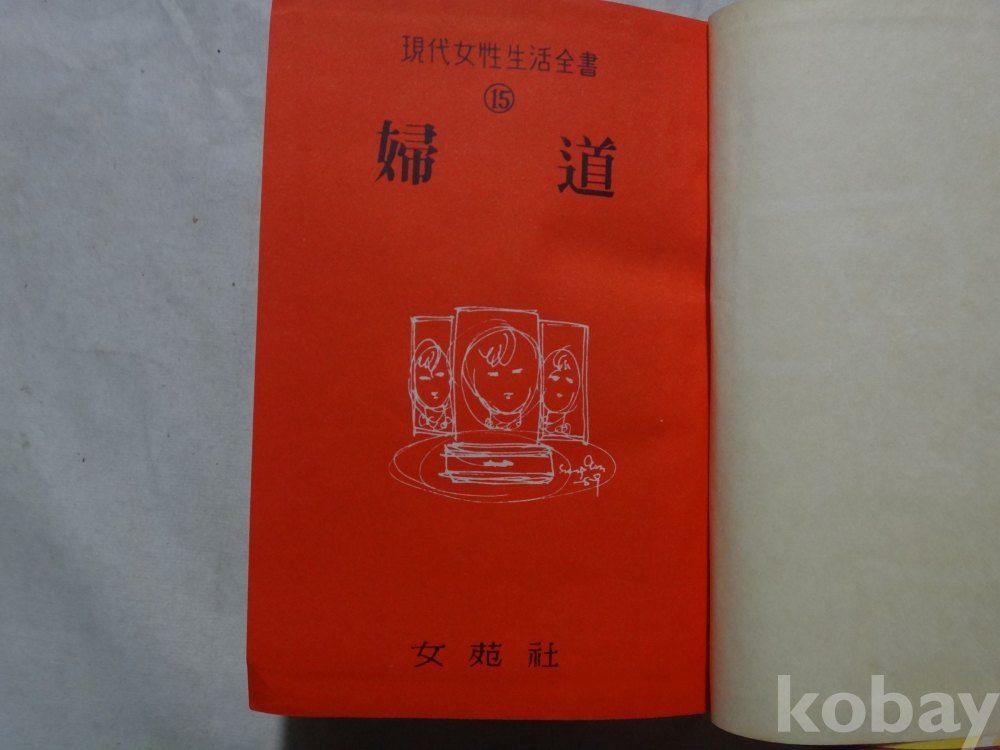 現代女性生活全書
⑮
婦 道
女苑社
kobay